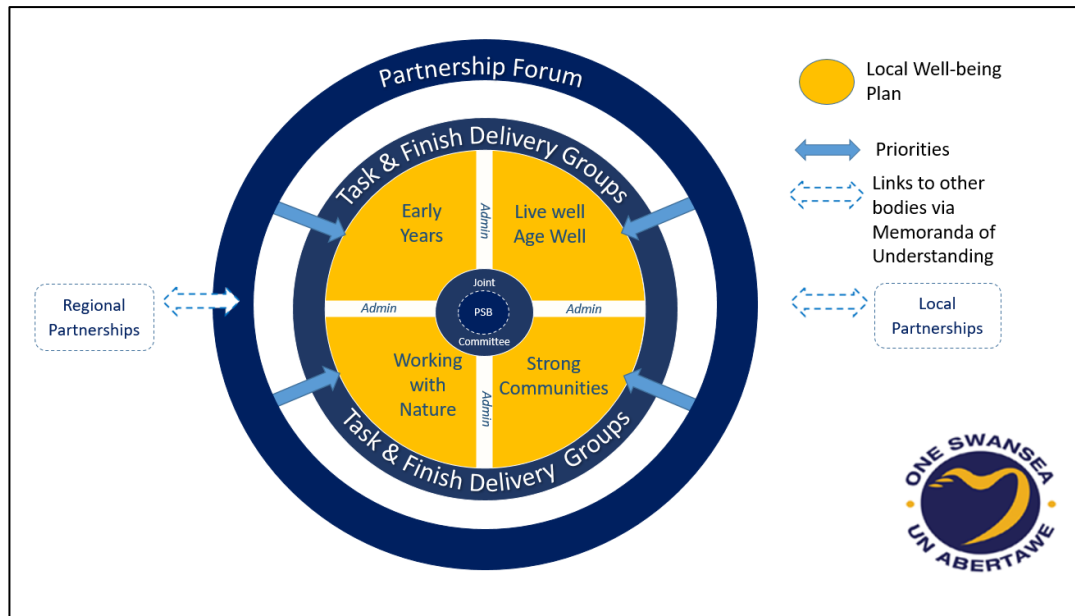 Partnership Forum
Task & Finish Delivery Groups
Early
Years
Admin
Live well
Age Well
Admin
Joint
PSB
Committee
Admin
Working
with
Nature
Admin
Strong
Communities
Task & Finish Delivery Groups
Regional
Partnerships
Local Well-being
Plan
Priorities
Links to other
bodies via
Memoranda of
Understanding
Local
Partnerships
ONE SWANSEA
UN ABERTAWE